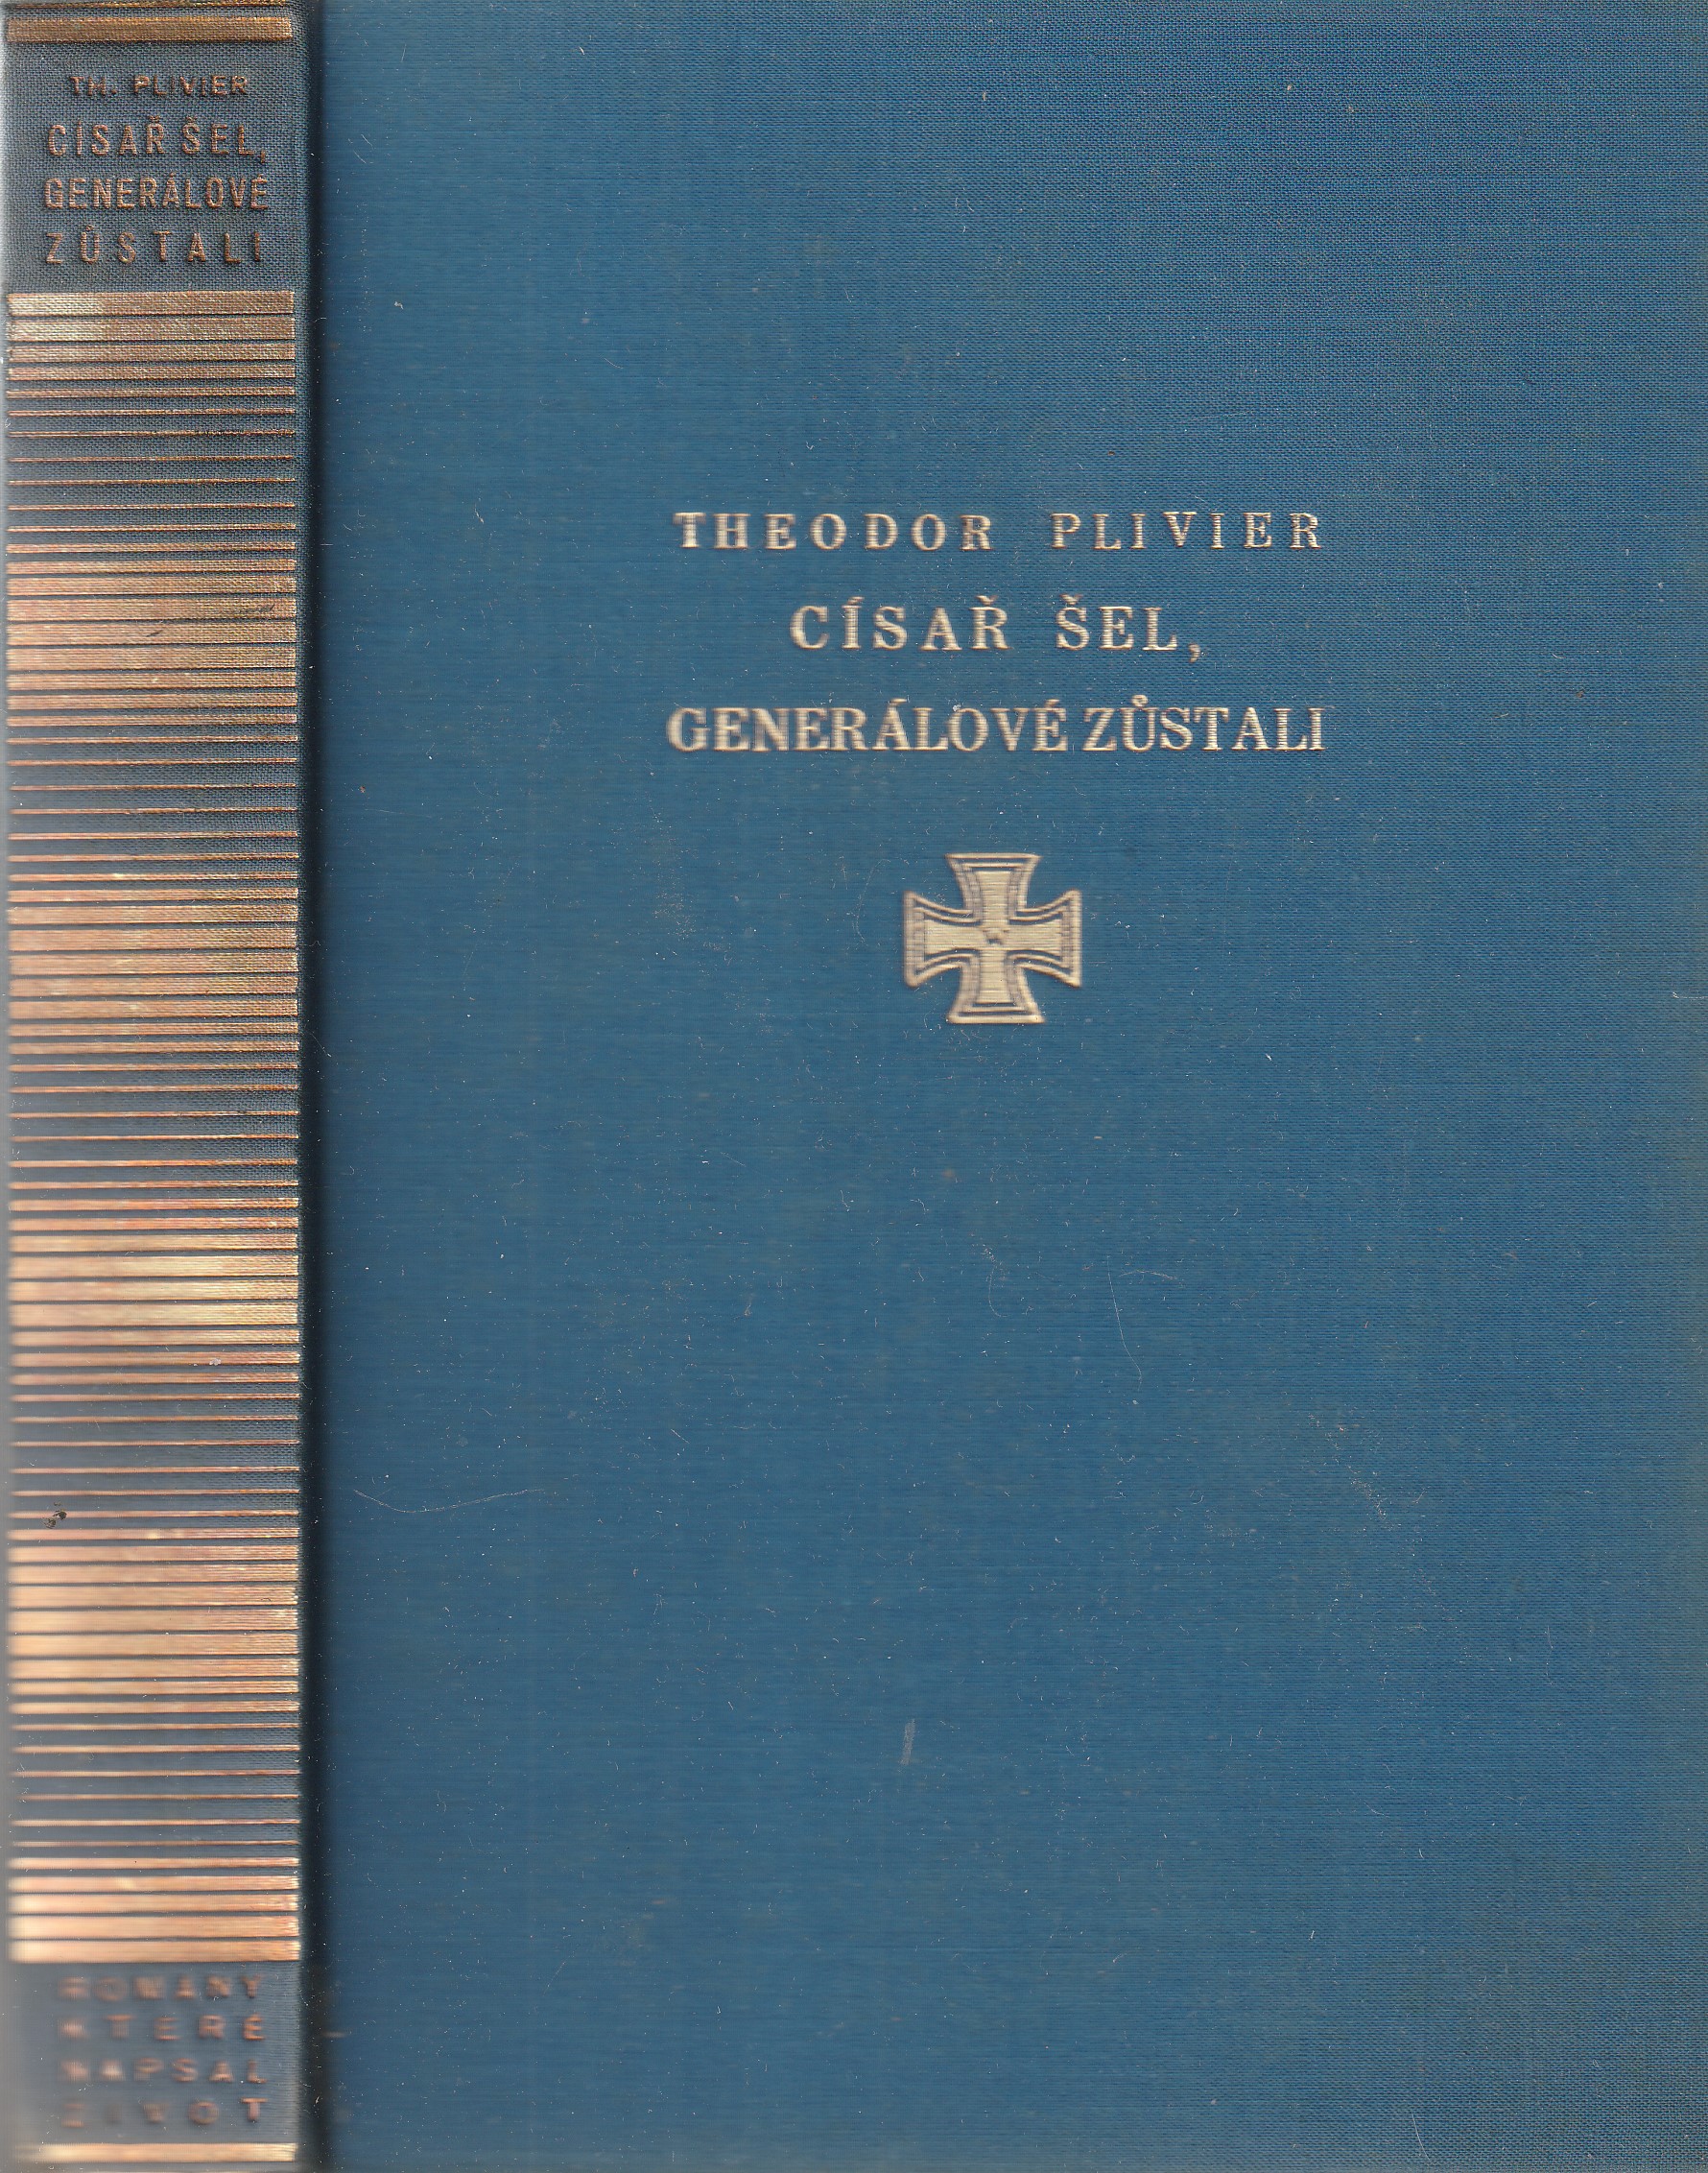 TH. PLIVIER
CÍSAŘ ŠEL,
GENERÁLOVÉ
ZŮSTALI
ROMÁNY
KTERÉ
NAPSAL
ŽIVOT
THEODOR PLIVIER
CÍSAŘ ŠEL,
GENERÁLOVÉ ZŮSTALI